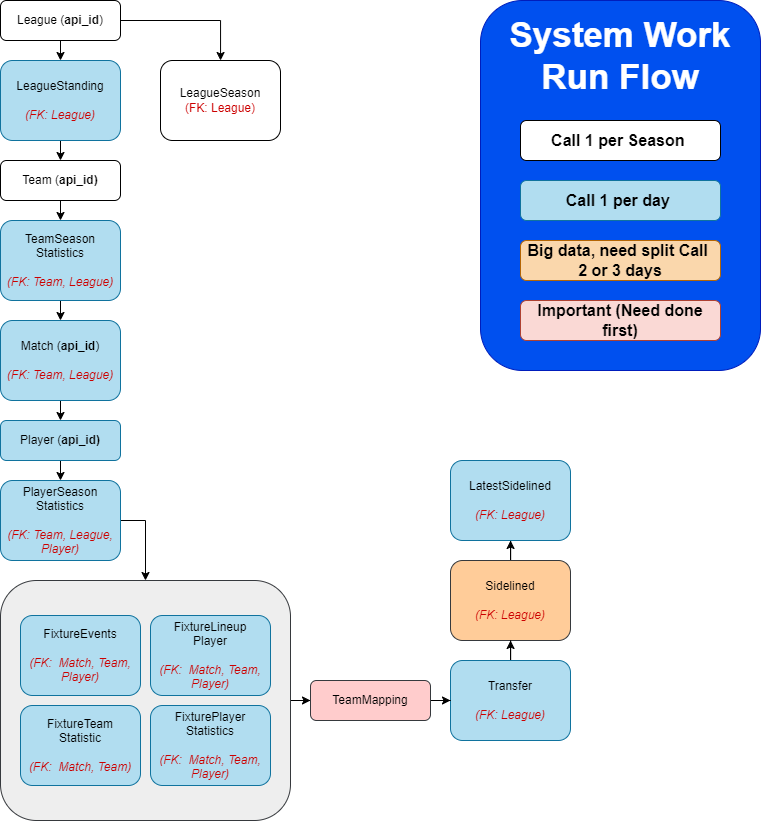 League (api_id)
LeagueStanding
(FK: League)
LeagueSeason
(FK: League)
Team (api_id)
TeamSeason
Statistics
(FK: Team, League)
Match (api_id)
(FK: Team, League)
Player (api_id)
PlayerSeason
Statistics
(FK: Team, League,
Player)
FixtureEvents
(FK:  Match, Team,
Player)
FixtureLineup
Player
(FK:  Match, Team,
Player)
FixtureTeam
Statistic
(FK:  Match, Team)
FixturePlayer
Statistics
(FK:  Match, Team,
Player)
TeamMapping
Transfer
(FK: League)
Sidelined
(FK: League)
LatestSidelined
(FK: League)
System Work
Run Flow
Call 1 per Season
Call 1 per day
Big data, need split Call
2 or 3 days
Important (Need done
first)